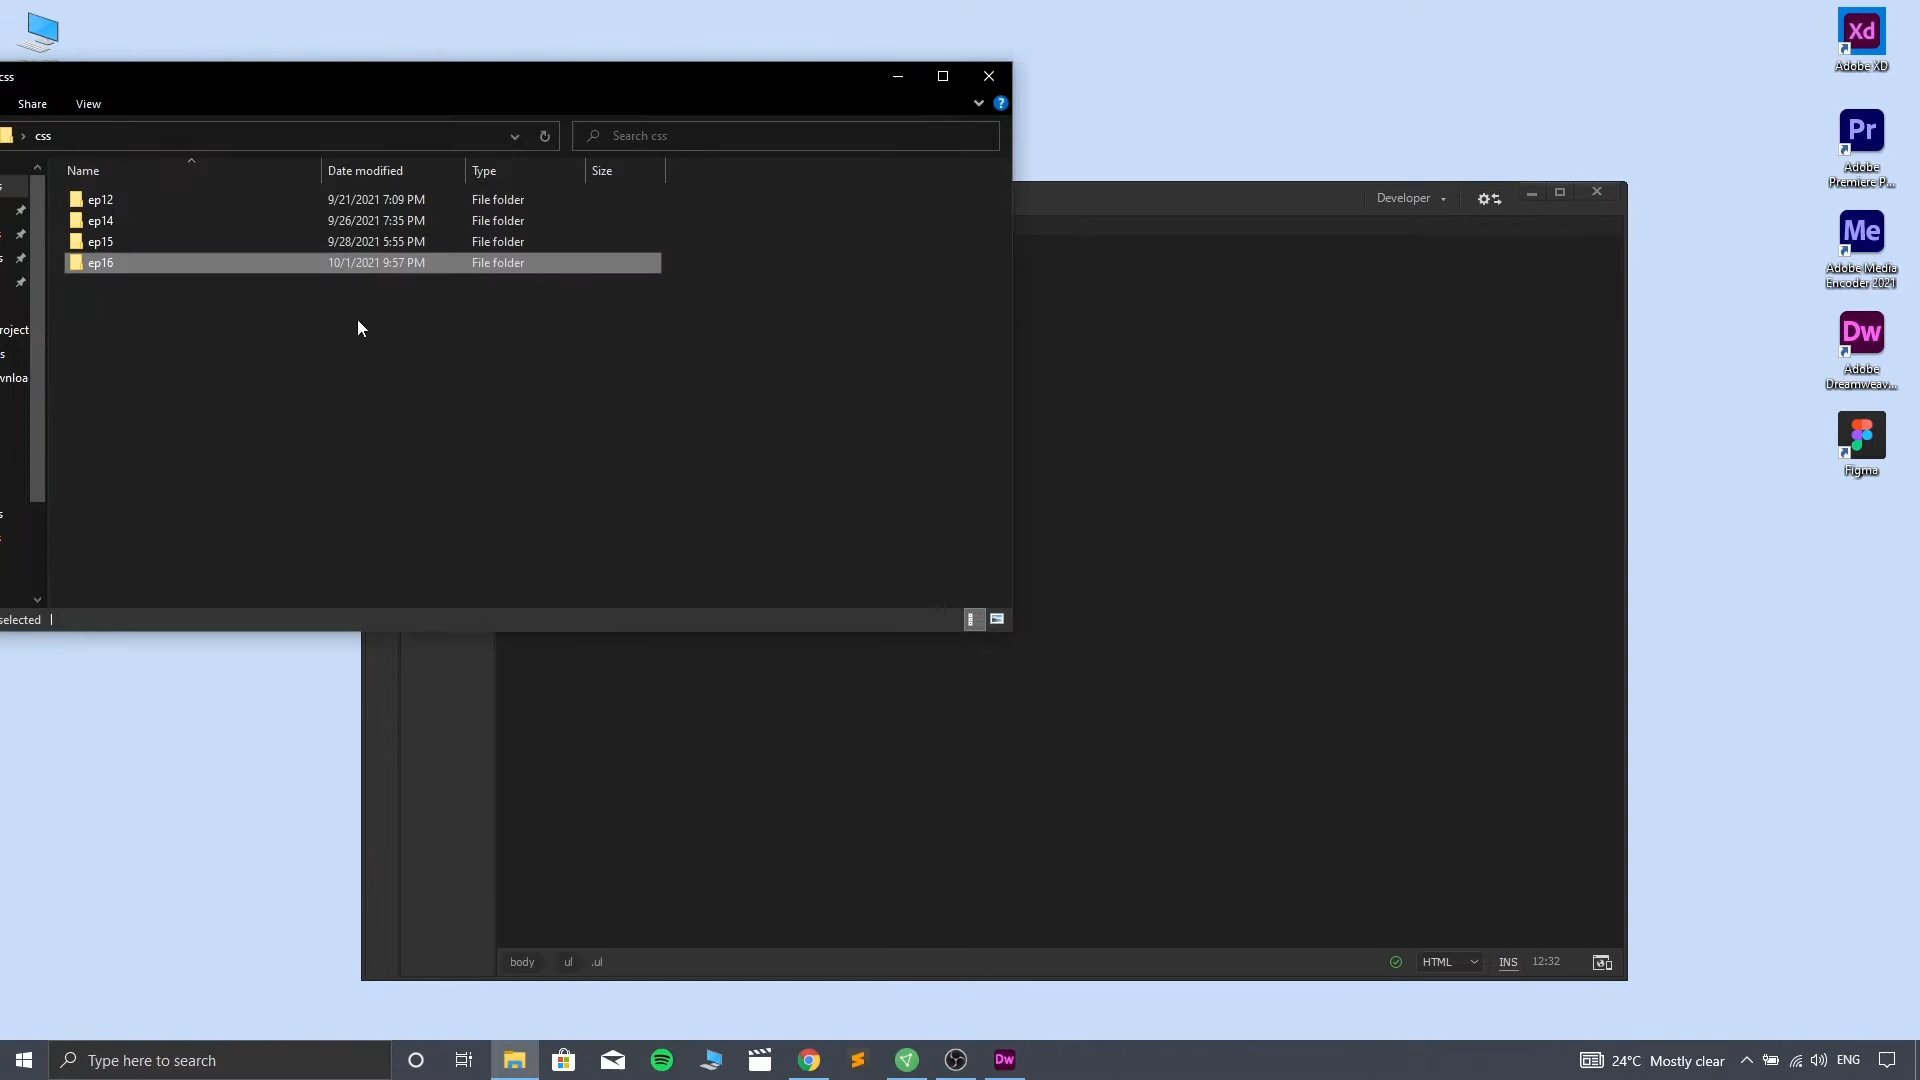 css
Share
View
?
css
Search css
Name
Date modified
Type
Size
ep12
9/21/2021 7:09 PM
File folder
ep14
9/26/2021 7:35 PM
File folder
ep15
9/28/2021 5:55 PM
File folder
ep16
10/1/2021 9:57 PM
File folder
s
s
roject
s
wnloa
s
selected
Developer
body
ul
.ul
HTML
INS
12:32
Xd
Adobe XD
Pr
Adobe
Premiere P...
Me
Adobe Media
Encoder 2021
Dw
Adobe
Dreamweav...
Figma
Type here to search
Dw
24°C Mostly clear
ENG